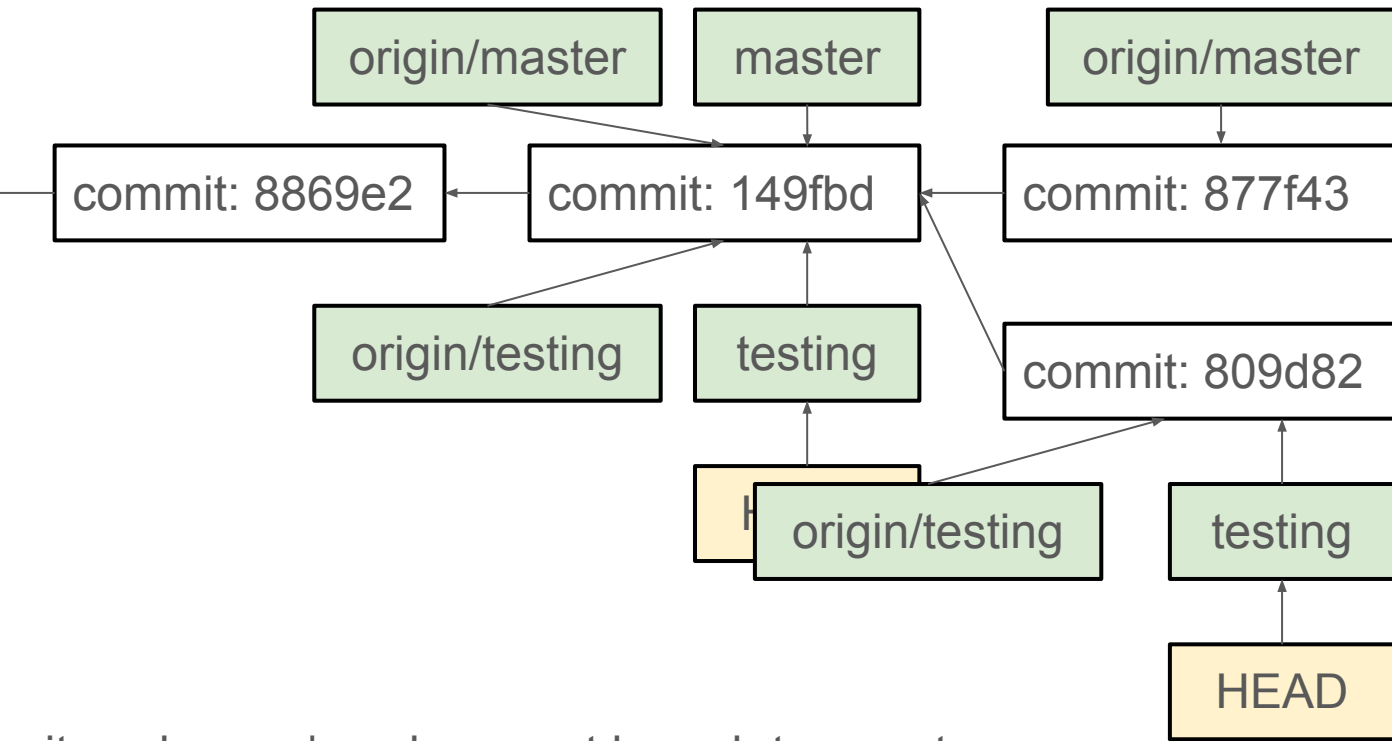 origin/master
master
origin/master
commit: 8869e2
commit: 149fbd
commit: 877f43
origin/testing
testing
commit: 809d82
origin/testing
testing
HEAD